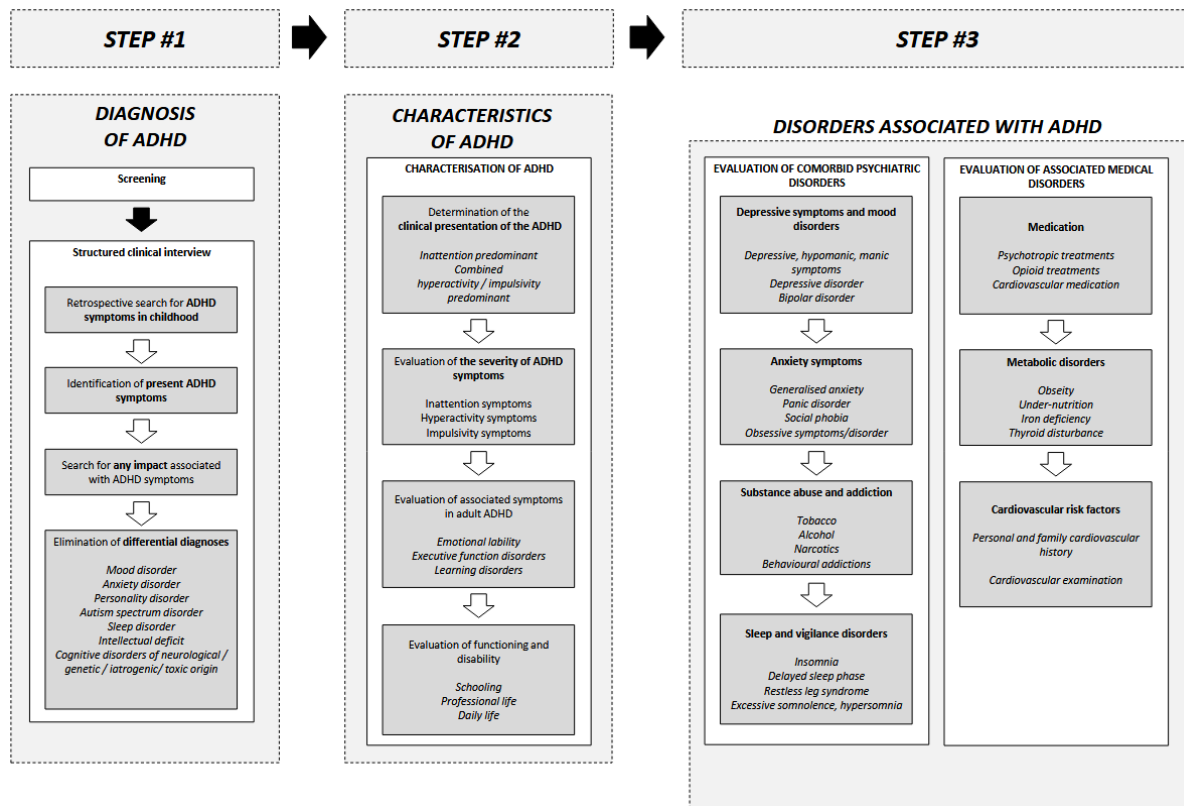 STEP #1
STEP #2
STEP #3
DIAGNOSIS
OF ADHD
Screening
Structured clinical interview
Retrospective search for ADHD
symptoms in childhood
Identification of present ADHD
symptoms
Search for any impact associated
with ADHD symptoms
Elimination of differential diagnoses
Mood disorder
Anxiety disorder
Personality disorder
Autism spectrum disorder
Sleep disorder
Intellectual deficit
Cognitive disorders of neurological /
genetic / iatrogenic/ toxic origin
CHARACTERISTICS
OF ADHD
CHARACTERISATION OF ADHD
Determination of the
clinical presentation of the ADHD
Inattention predominant
Combined
hyperactivity / impulsivity
predominant
Evaluation of the severity of ADHD
symptoms
Inattention symptoms
Hyperactivity symptoms
Impulsivity symptoms
Evaluation of associated symptoms
in adult ADHD
Emotional lability
Executive function disorders
Learning disorders
Evaluation of functioning and
disability
Schooling
Professional life
Daily life
DISORDERS ASSOCIATED WITH ADHD
EVALUATION OF COMORBID PSYCHIATRIC
DISORDERS
Depressive symptoms and mood
disorders
Depressive, hypomanic, manic
symptoms
Depressive disorder
Bipolar disorder
Anxiety symptoms
Generalised anxiety
Panic disorder
Social phobia
Obsessive symptoms/disorder
Substance abuse and addiction
Tobacco
Alcohol
Narcotics
Behavioural addictions
Sleep and vigilance disorders
Insomnia
Delayed sleep phase
Restless leg syndrome
Excessive somnolence, hypersomnia
EVALUATION OF ASSOCIATED MEDICAL
DISORDERS
Medication
Psychotropic treatments
Opioid treatments
Cardiovascular medication
Metabolic disorders
Obseity
Under-nutrition
Iron deficiency
Thyroid disturbance
Cardiovascular risk factors
Personal and family cardiovascular
history
Cardiovascular examination